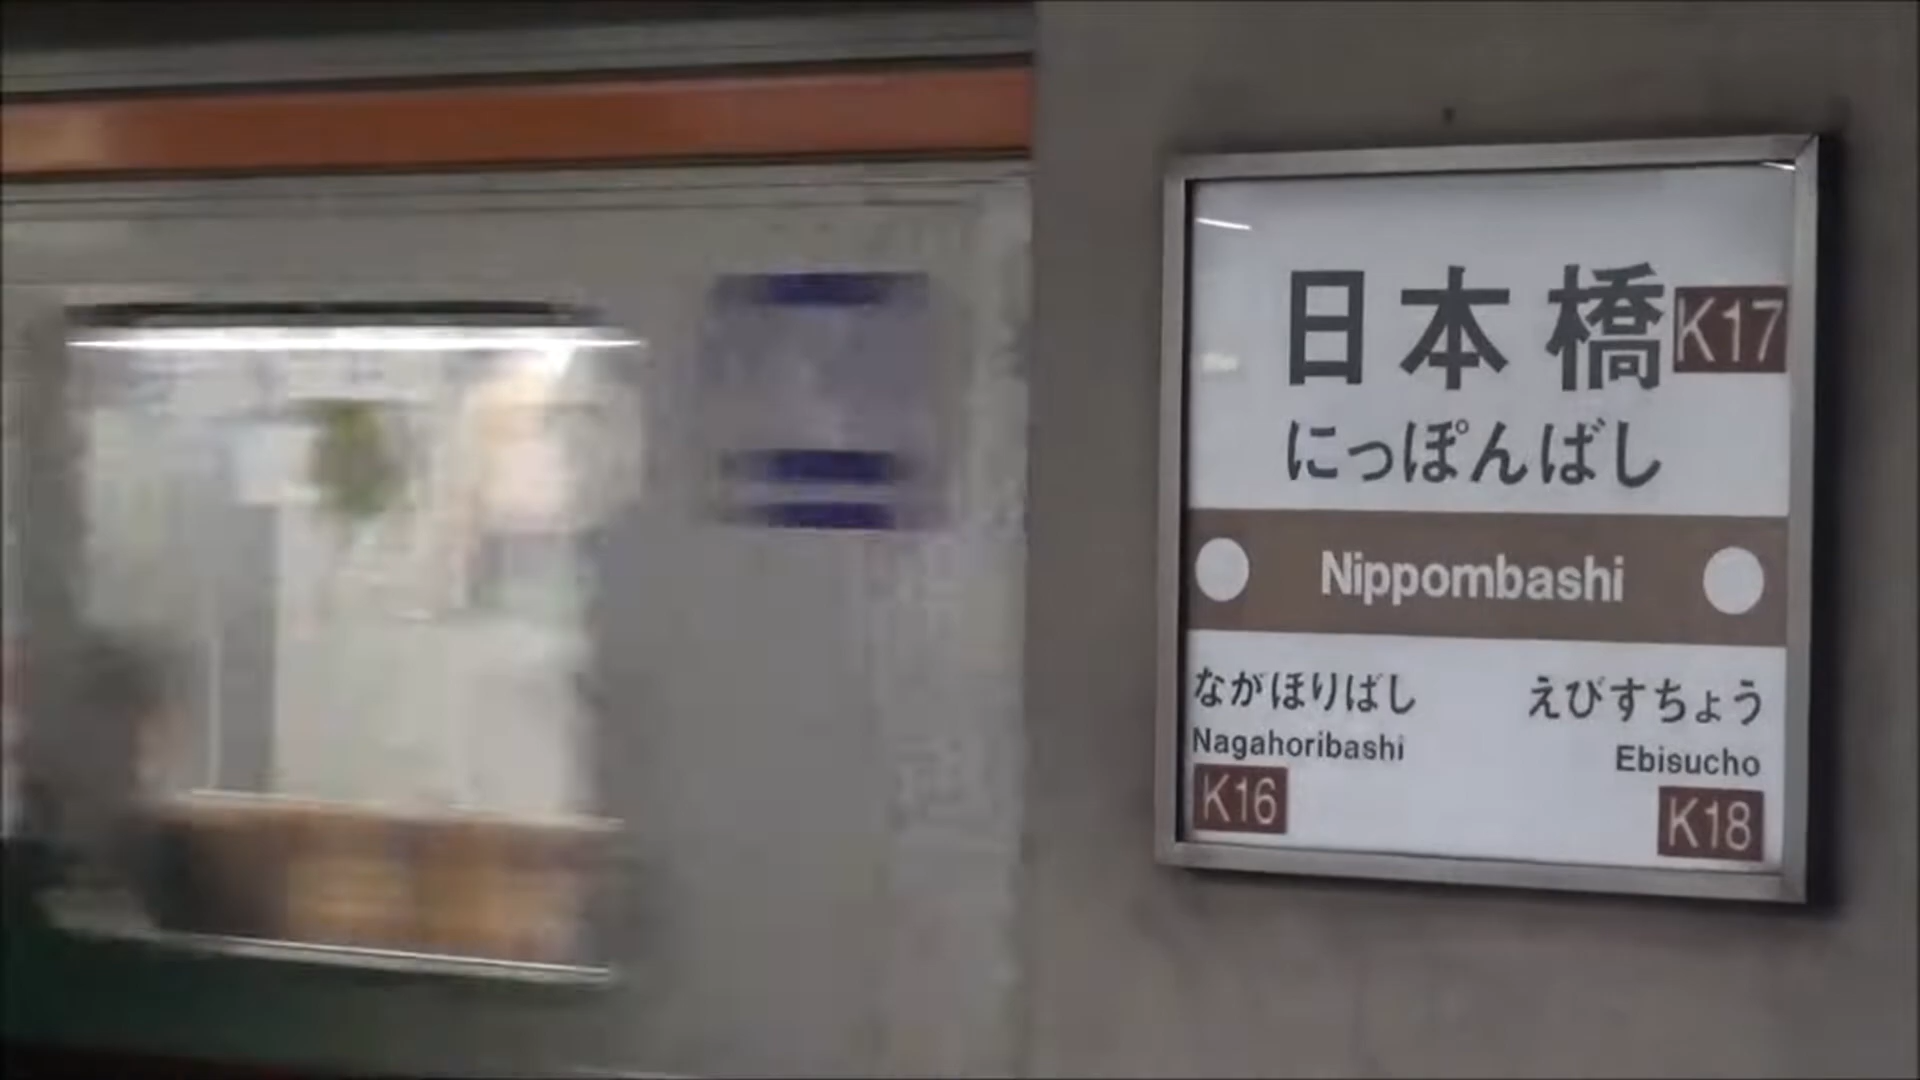 日本橋 K17
にっぽんばし
Nippombashi
ながほりばし えびすちょう
Nagahoribashi Ebisucho
K16 K18